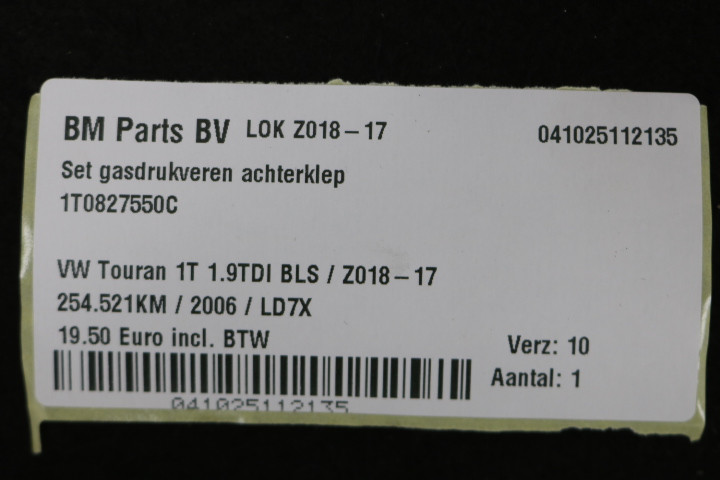 BM Parts BV LOK Z018-17 041025112135
Set gasdrukveren achterklep
1T0827550C
VW Touran 1T 1.9TDI BLS / Z018-17
254.521KM / 2006 / LD7X
19.50 Euro incl. BTW
Verz: 10
Aantal: 1
041025112135